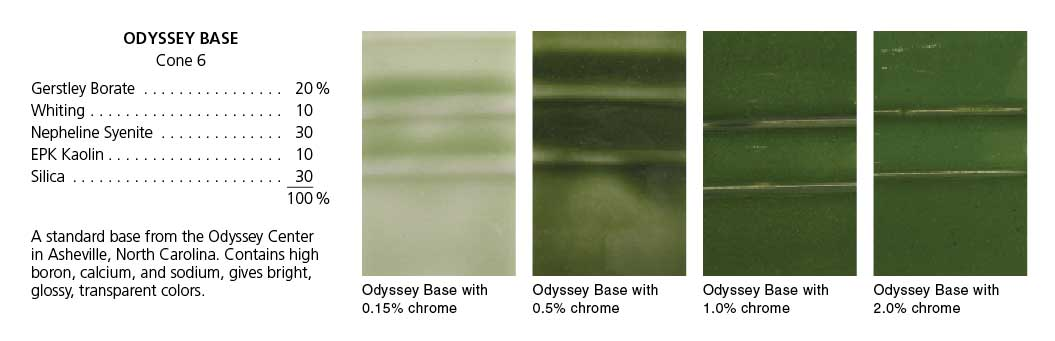 ODYSSEY BASE
Cone 6
Gerstley Borate . . . . . . . . . . . . . . . . 20 %
Whiting . . . . . . . . . . . . . . . . . . . . . . 10
Nepheline Syenite . . . . . . . . . . . . . . 30
EPK Kaolin . . . . . . . . . . . . . . . . . . . . 10
Silica . . . . . . . . . . . . . . . . . . . . . . . . 30
100 %
A standard base from the Odyssey Center
in Asheville, North Carolina. Contains high
boron, calcium, and sodium, gives bright,
glossy, transparent colors.
Odyssey Base with
0.15% chrome
Odyssey Base with
0.5% chrome
Odyssey Base with
1.0% chrome
Odyssey Base with
2.0% chrome